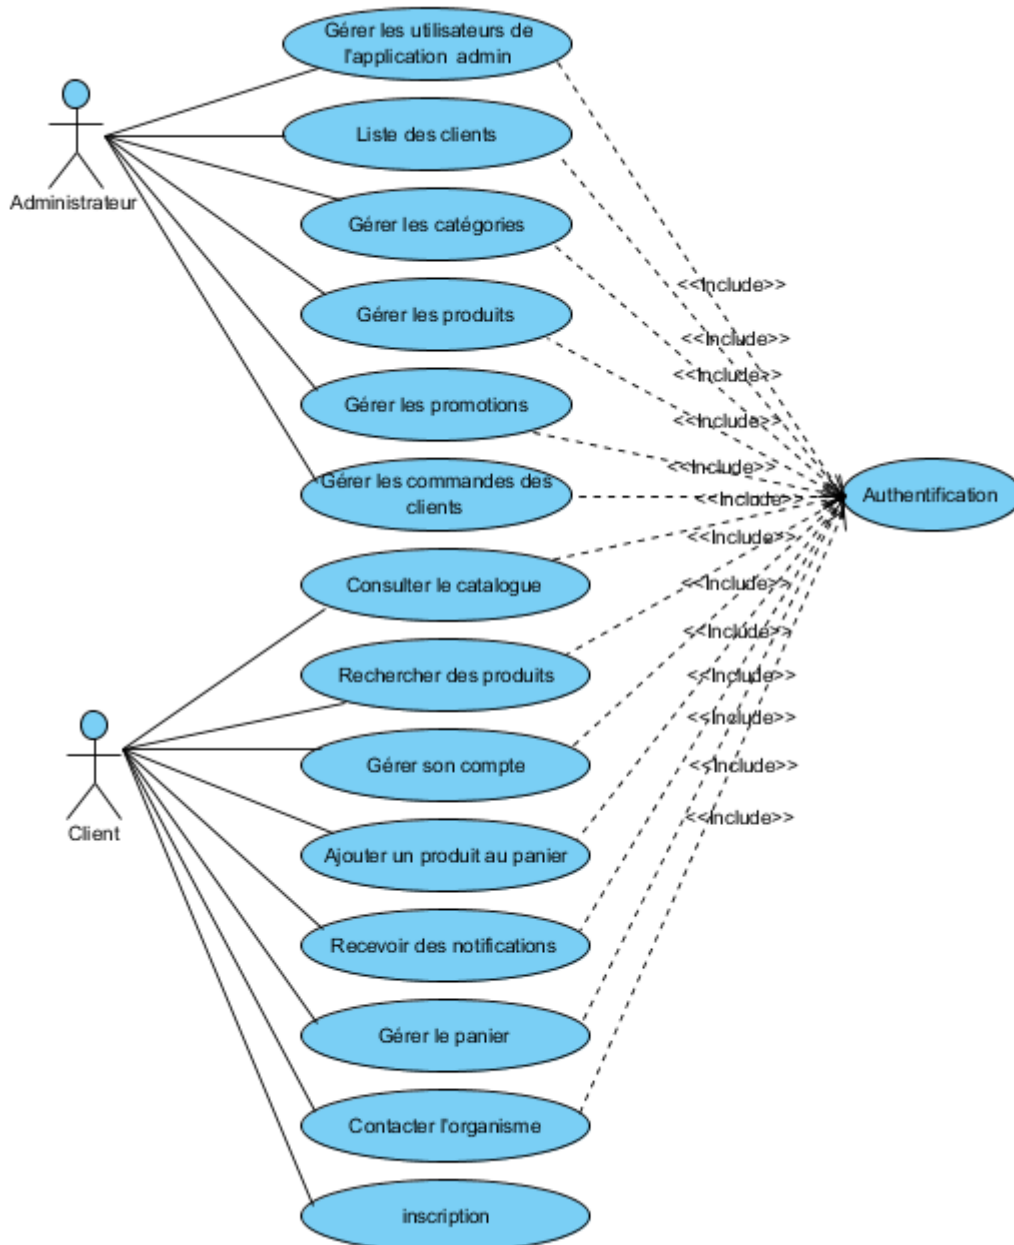 Gérer les utilisateurs de
l'application admin
Liste des clients
Administrateur
Gérer les catégories
<<Include>>
Gérer les produits
<<Include>>
<<Include>>
Gérer les promotions
<<Include>>
<<Include>>
Gérer les commandes des
clients
<<Include>>
Authentification
<<Include>>
Consulter le catalogue
<<Include>>
<<Include>>
Rechercher des produits
<<Include>>
<<Include>>
Gérer son compte
<<Include>>
<<Include>>
Client
Ajouter un produit au panier
Recevoir des notifications
Gérer le panier
Contacter l'organisme
inscription